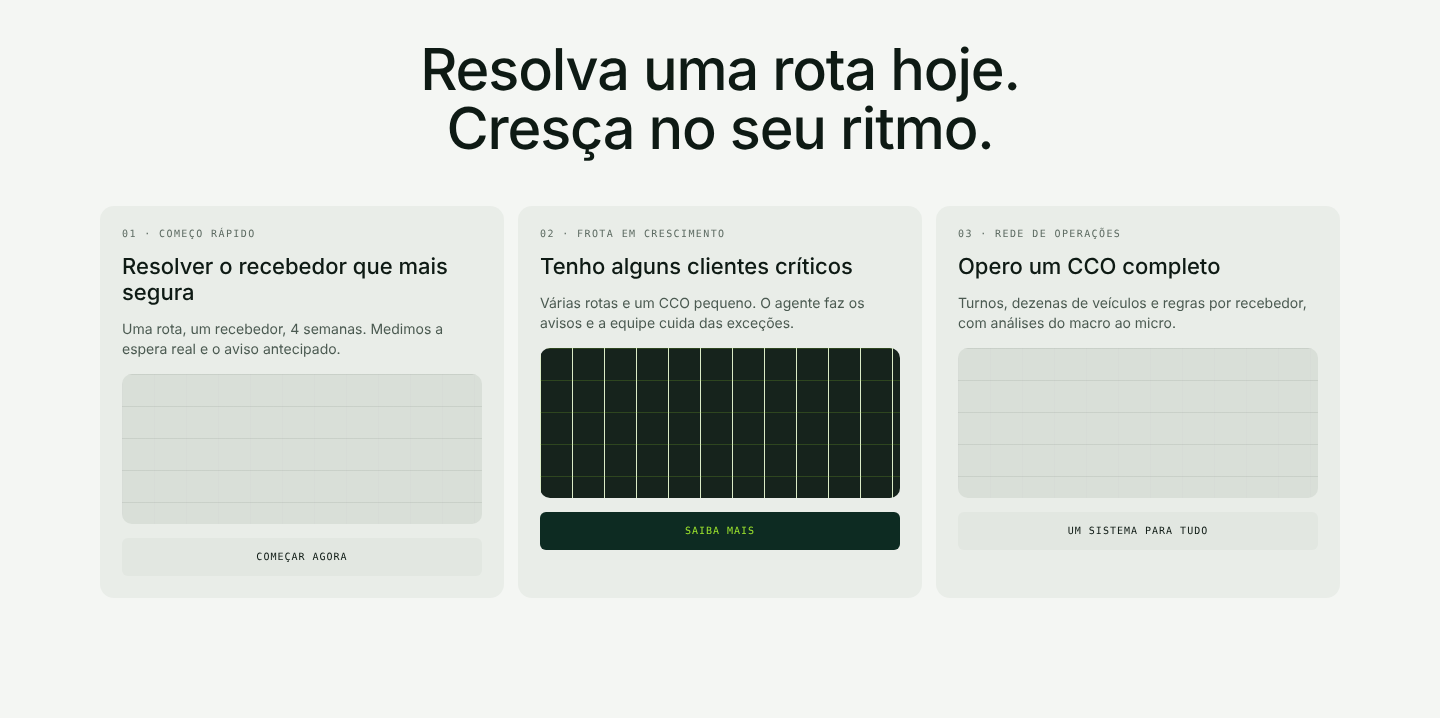 Resolva uma rota hoje.
Cresça no seu ritmo.
01 · COMEÇO RÁPIDO
Resolver o recebedor que mais
segura
Uma rota, um recebedor, 4 semanas. Medimos a
espera real e o aviso antecipado.
COMEÇAR AGORA
02 · FROTA EM CRESCIMENTO
Tenho alguns clientes críticos
Várias rotas e um CCO pequeno. O agente faz os
avisos e a equipe cuida das exceções.
SAIBA MAIS
03 · REDE DE OPERAÇÕES
Opero um CCO completo
Turnos, dezenas de veículos e regras por recebedor,
com análises do macro ao micro.
UM SISTEMA PARA TUDO